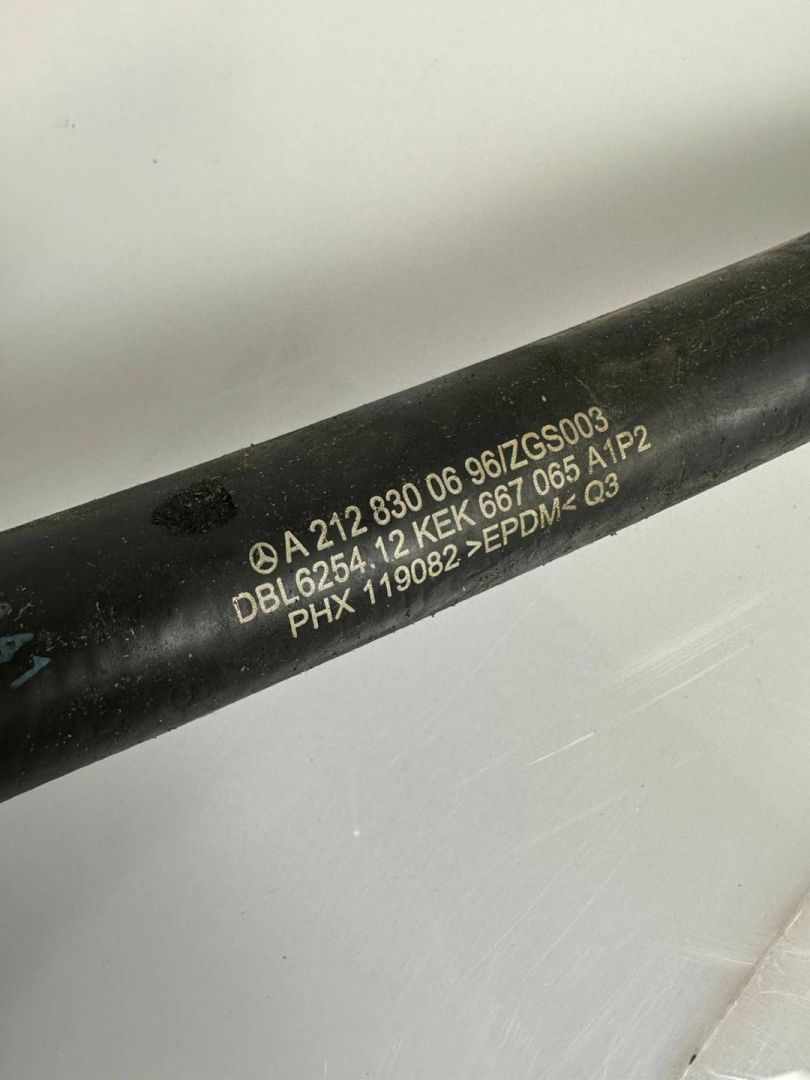 A 212 830 06 96/ZGS003
DBL6254.12 KEK 667 065 A1P2
PHX 119082 >EPDM< Q3